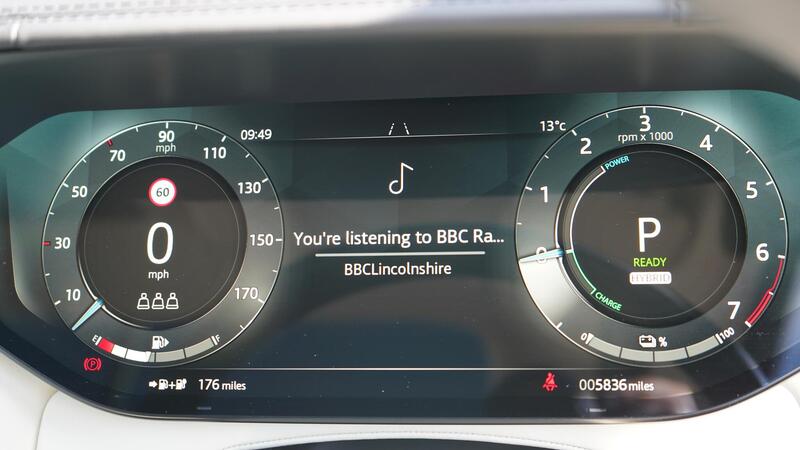 09:49
13°c
10
30
50
70
90
mph
110
130
150
170
60
0
mph
E
F
You're listening to BBC Ra...
BBCLincolnshire
0
1
2
3
4
5
6
7
rpm x 1000
POWER
P
READY
HYBRID
CHARGE
0
%
100
(P)
+
176 miles
005836 miles